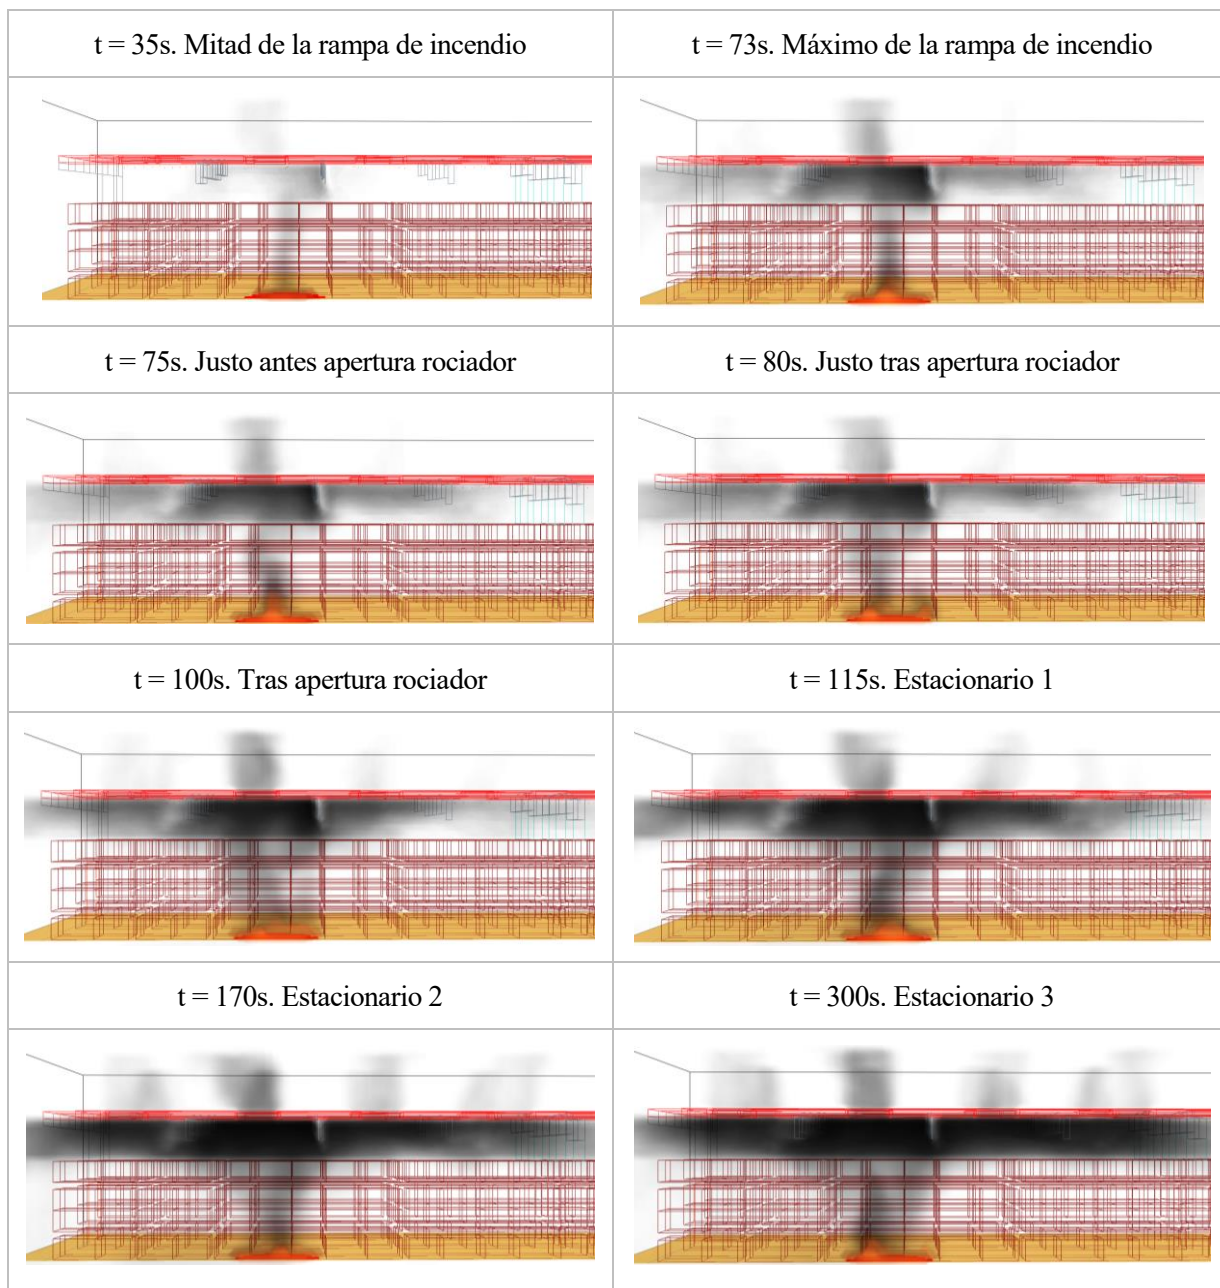 t = 35s. Mitad de la rampa de incendio
t = 73s. Máximo de la rampa de incendio
t = 75s. Justo antes apertura rociador
t = 80s. Justo tras apertura rociador
t = 100s. Tras apertura rociador
t = 115s. Estacionario 1
t = 170s. Estacionario 2
t = 300s. Estacionario 3